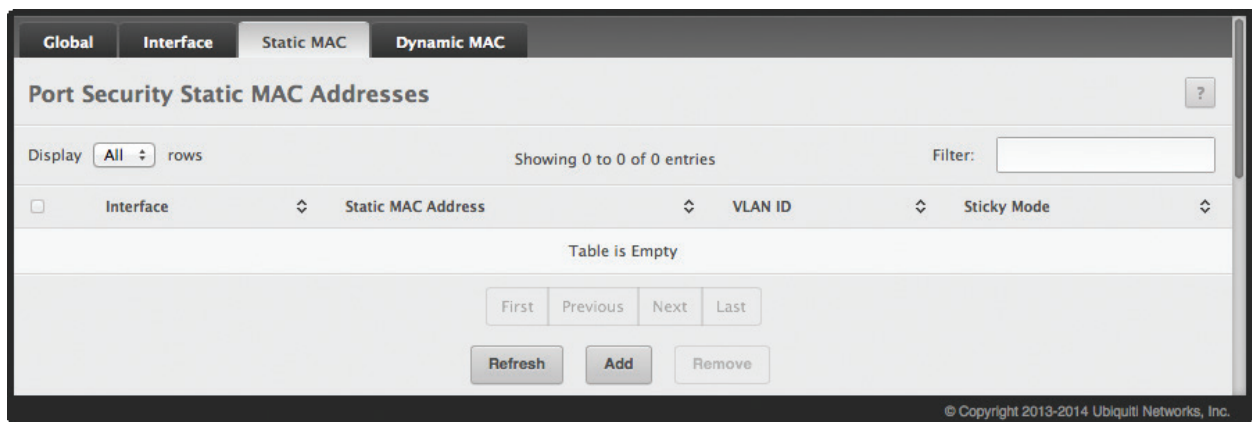 Global Interface Static MAC Dynamic MAC
Port Security Static MAC Addresses ?
Display All rows Showing 0 to 0 of 0 entries Filter:
Interface Static MAC Address VLAN ID Sticky Mode
Table is Empty
First Previous Next Last
Refresh Add Remove
© Copyright 2013-2014 Ubiquiti Networks, Inc.